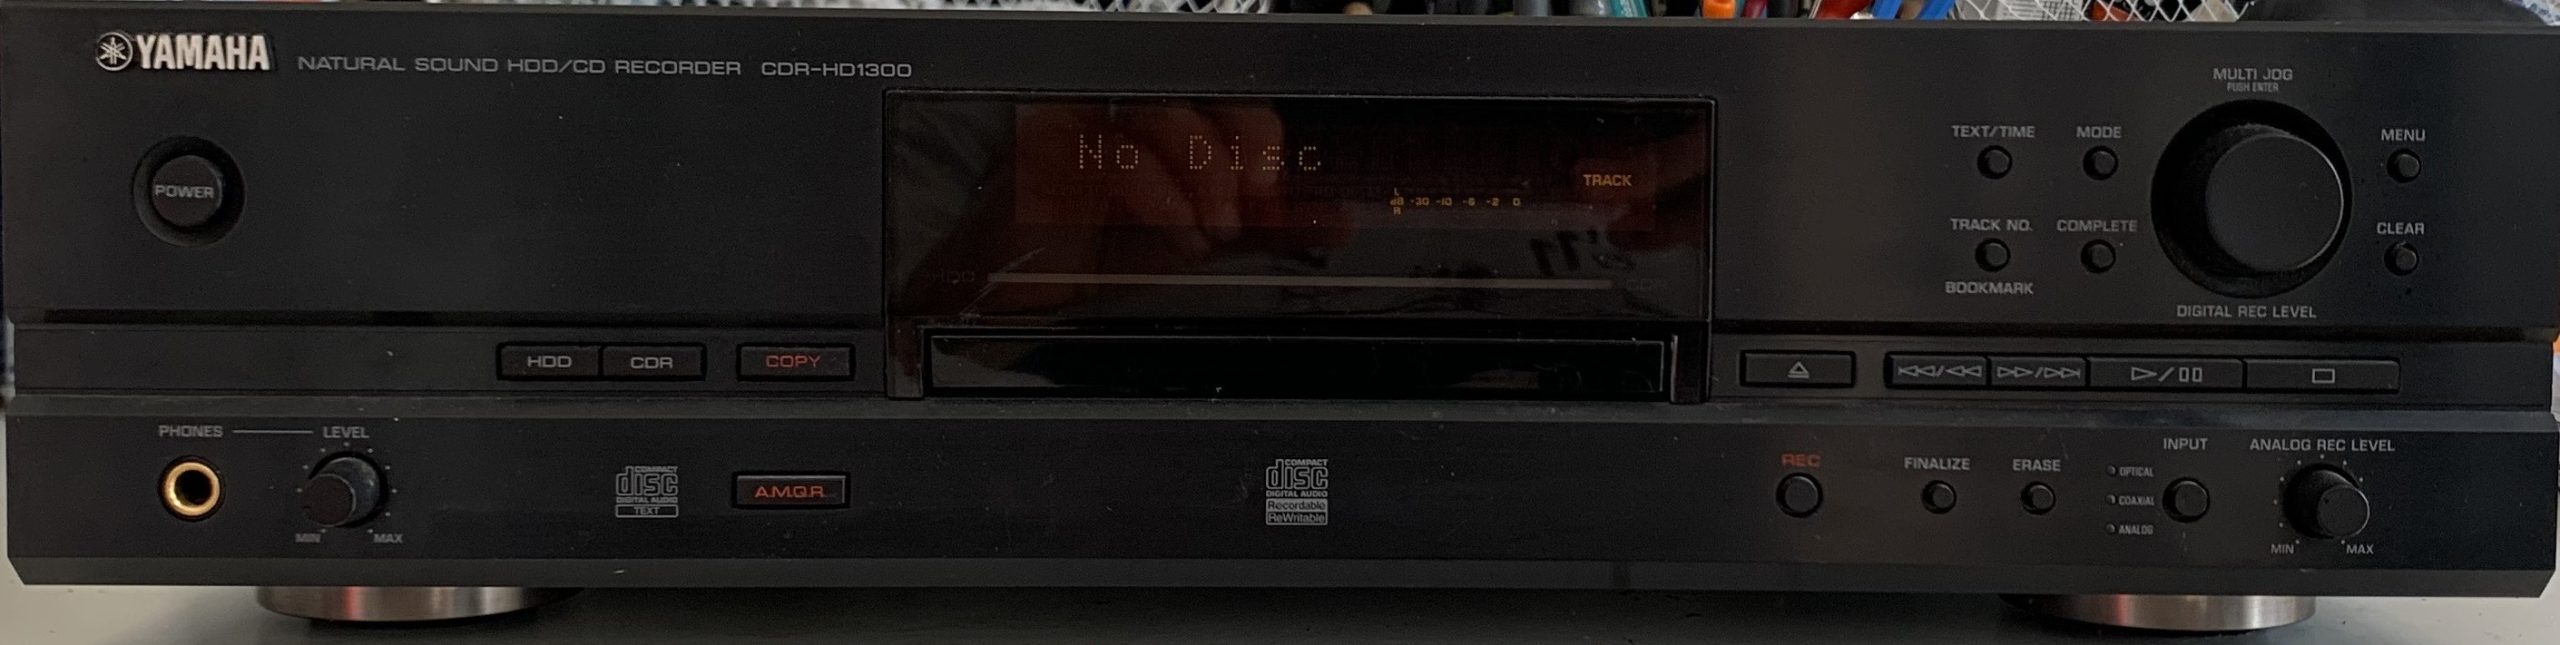 YAMAHA NATURAL SOUND HDD/CD RECORDER CDR-HD1300
POWER
No Disc
TRACK
L
dB -30 -10 -6 -2 0
R
HDD CDR
MULTI JOG
PUSH ENTER
TEXT/TIME MODE MENU
TRACK NO. COMPLETE CLEAR
BOOKMARK
DIGITAL REC LEVEL
HDD CDR COPY
PHONES LEVEL
MIN MAX
COMPACT
disc
DIGITAL AUDIO
TEXT
A.M.Q.R.
COMPACT
disc
DIGITAL AUDIO
Recordable
ReWritable
REC FINALIZE ERASE
INPUT
OPTICAL
COAXIAL
ANALOG
ANALOG REC LEVEL
MIN MAX